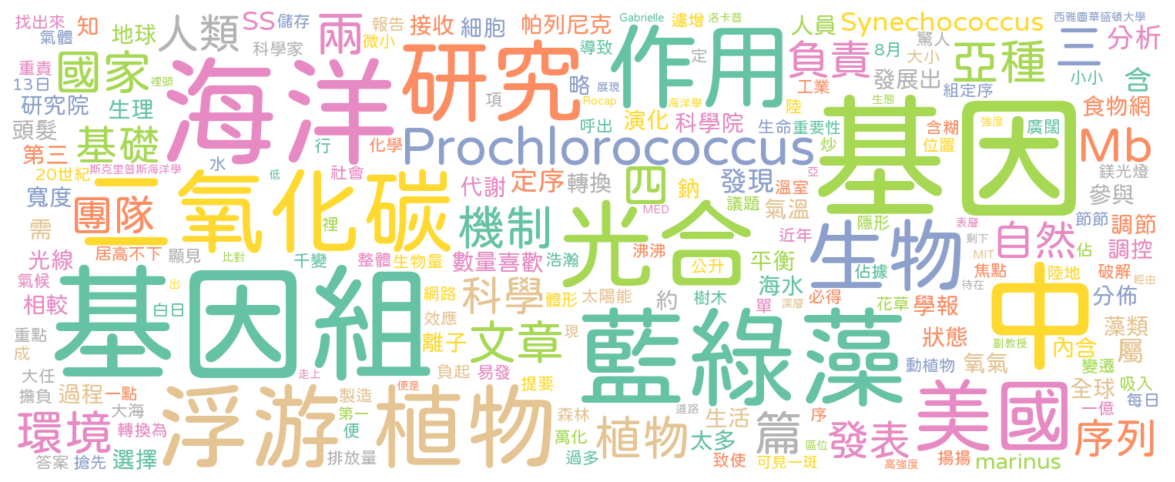 找出來
知
人類
SS
儲存
兩
報告
接收
細胞
帕列尼克
Gabrielle
遽增
洛卡普
人員
Synechococcus
西雅圖華盛頓大學
氣體
地球
科學家
微小
導致
作用
定
負責
8月
驚人
大小
亞種
三
分析
重責
國家
裡頭
海洋
研究
項
略
展現
工業
發展出
組定序
小小
含
13日
研究院
生理
Rocap
海洋學
陸
生態
食物網
頭髮
基礎
水
行
化學
Prochlorococcus
呼出
演化
科學院
生命
重要性
炒
基因
強度
含糊
位置
廣闊
Mb
第三
20世紀
斯克里普斯海洋學
社會
二氧化碳
低
代謝
定序
轉換
四
鈉
發現
溫室
亞
鎂光燈
參與
寬度
團隊
裡
機制
光合
MED
議題
氣溫
生物
隱形
表層
節節
調節
需
居高不下
顯見
千變
整體
生物量
數量
喜歡
浩瀚
沸沸
近年
剩下
自然
佔
調控
光線
比對
公升
平衡
佔據
MIT
焦點
陸地
破解
氣候
出
基因組
網路
科學
體形
太陽能
約
樹木
海水
單
必得
待在
中
經由
相較
白日
深層
花草
學報
分佈
重點
效應
離子
文章
現
藍綠藻
狀態
副教授
內含
藻類
成
屬
大任
走上
負起
易發
動植物
氧氣
變遷
擔負
過程
一點
製造
便是
提要
道路
生活
序
美國
全球
吸入
大海
浮游植物
第一
森林
植物
篇
一億
每日
環境
轉換為
便
萬化
太多
區位
發表
序列
答案
搶先
選擇
排放量
過多
致使
可見一斑
高強度
揚揚
marinus